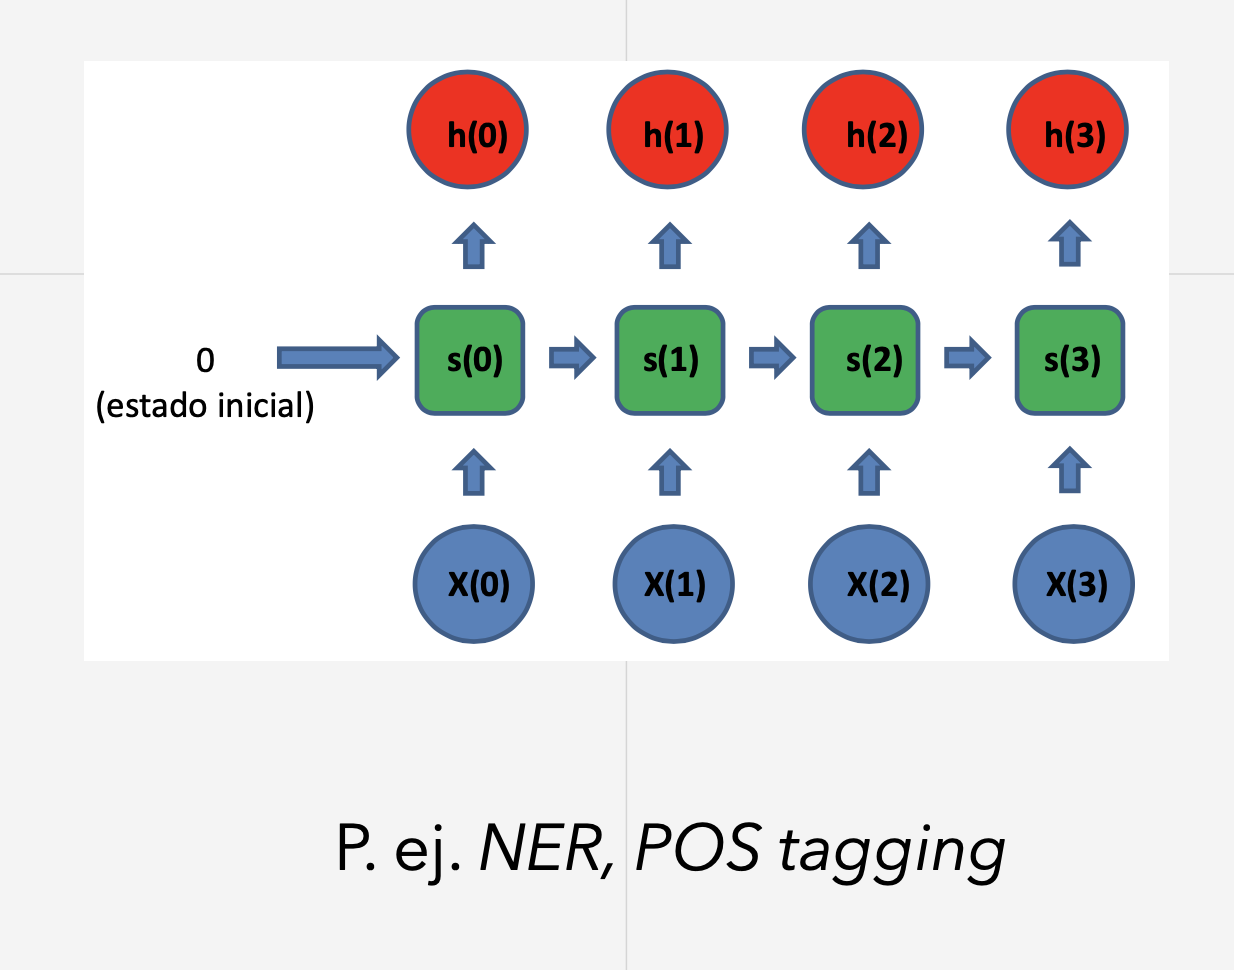 h(0) h(1) h(2) h(3)
0 s(0) s(1) s(2) s(3)
(estado inicial)
X(0) X(1) X(2) X(3)
P. ej. NER, POS tagging